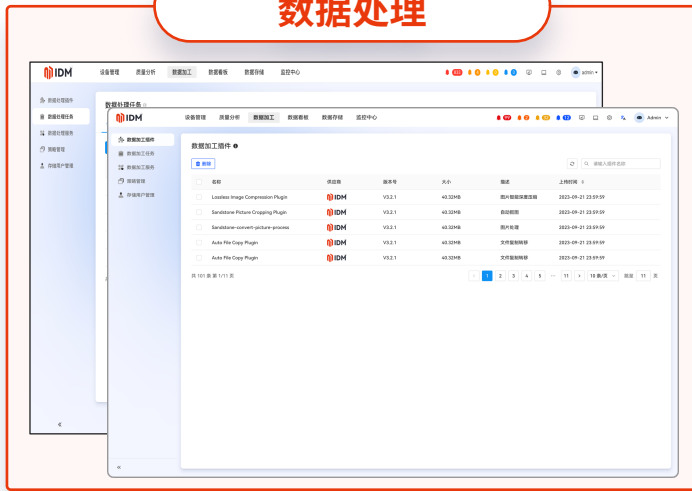 数据处理
IDM
设备管理 质量分析 数据加工 数据看板 数据存储 监控中心
admin
数据处理插件
数据处理任务
数据处理服务
策略管理
存储用户管理
数据处理任务
IDM
设备管理 质量分析 数据加工 数据看板 数据存储 监控中心
Admin
数据加工插件
数据加工任务
数据加工服务
策略管理
存储用户管理
数据加工插件
删除
请输入插件名称
名称 供应商 版本号 大小 描述 上传时间
Lossless Image Compression Plugin IDM V3.2.1 40.32MB 图片智能深度压缩 2023-09-21 23:59:59
Sandstone Picture Cropping Plugin IDM V3.2.1 40.32MB 自动抠图 2023-09-21 23:59:59
Sandstone-convert-picture-process IDM V3.2.1 40.32MB 图片处理 2023-09-21 23:59:59
Auto File Copy Plugin IDM V3.2.1 40.32MB 文件复制转移 2023-09-21 23:59:59
Auto File Copy Plugin IDM V3.2.1 40.32MB 文件复制转移 2023-09-21 23:59:59
共 101 条 第 1/11 页
1 2 3 4 5 ··· 11 10 条/页 跳至 11 页